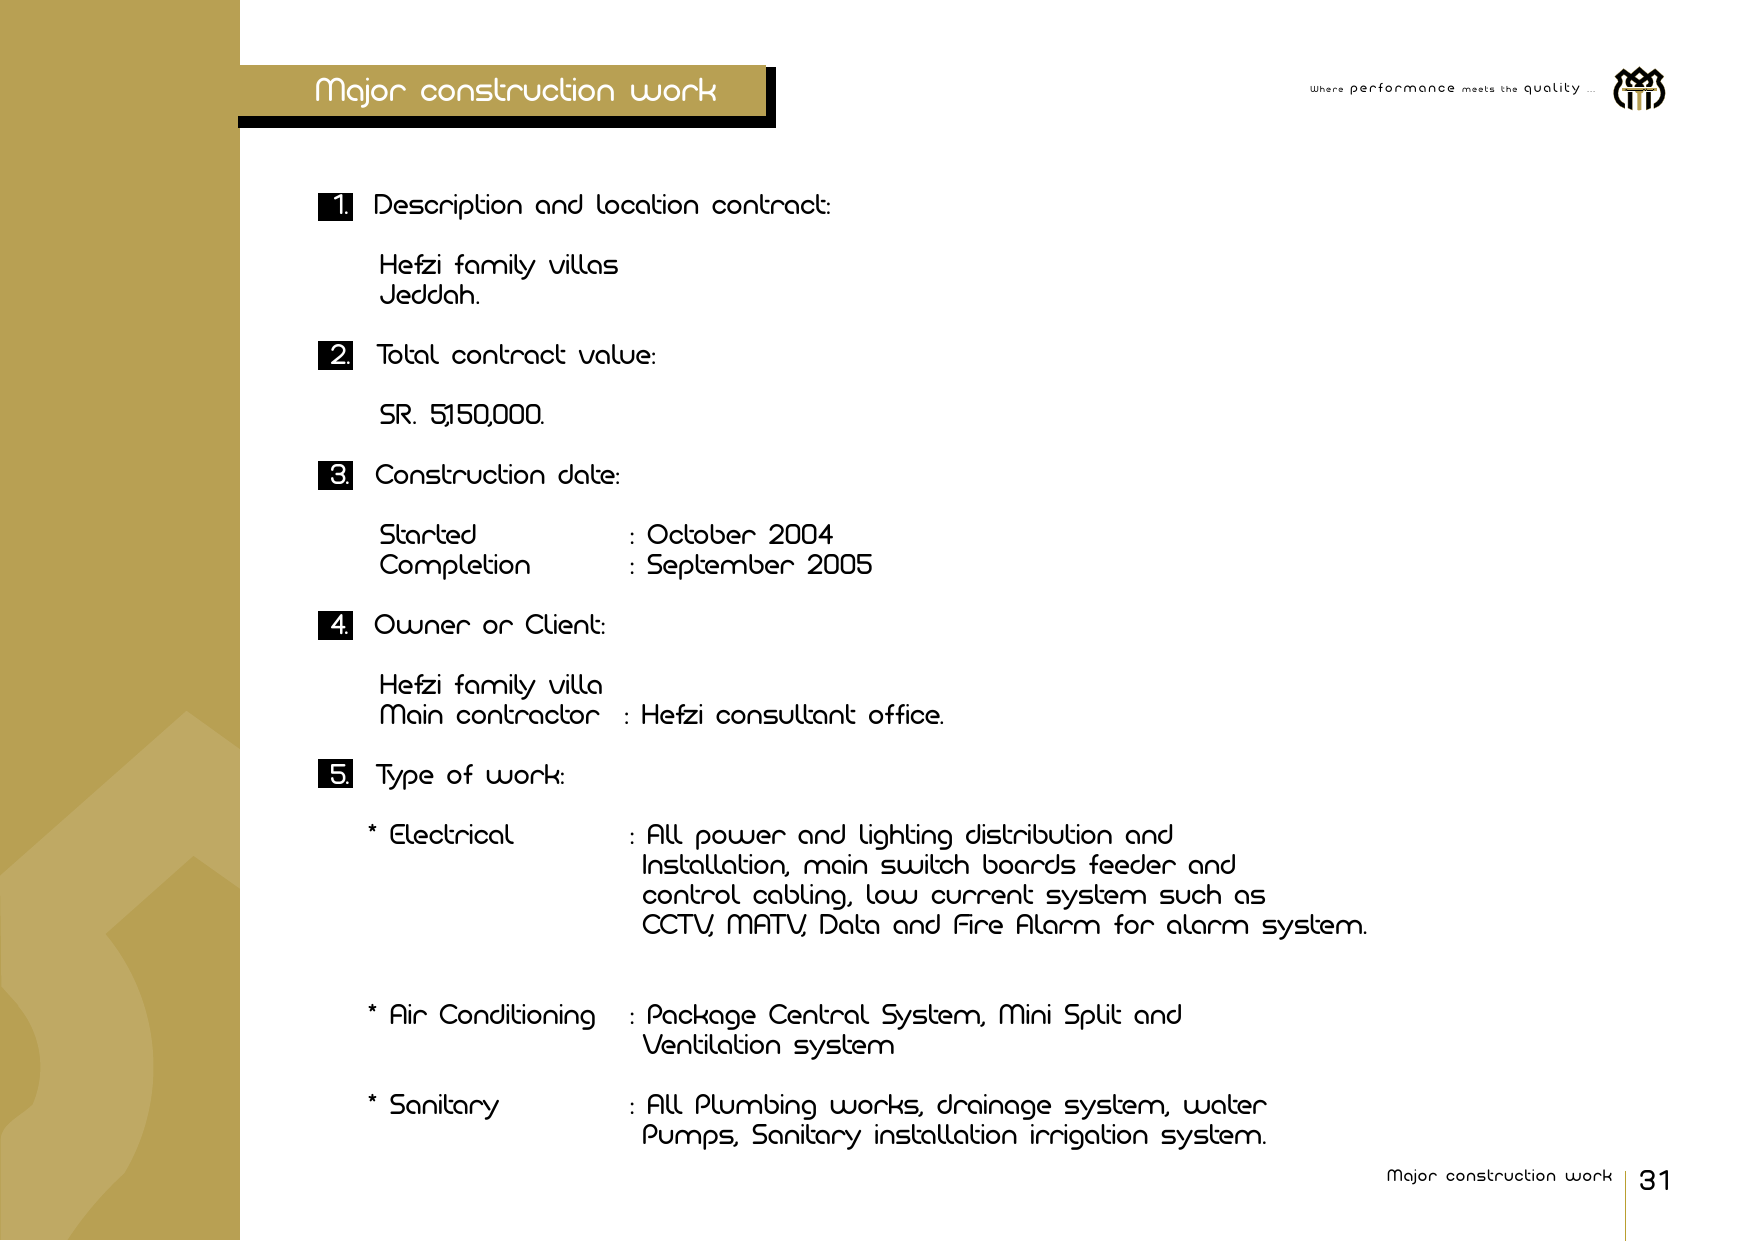 Major construction work
Where performance meets the quality ...
1. Description and location contract:
Hefzi family villas
Jeddah.
2. Total contract value:
SR. 5,150,000.
3. Construction date:
Started : October 2004
Completion : September 2005
4. Owner or Client:
Hefzi family villa
Main contractor : Hefzi consultant office.
5. Type of work:
* Electrical : All power and lighting distribution and
Installation, main switch boards feeder and
control cabling, low current system such as
CCTV, MATV, Data and Fire Alarm for alarm system.
* Air Conditioning : Package Central System, Mini Split and
Ventilation system
* Sanitary : All Plumbing works, drainage system, water
Pumps, Sanitary installation irrigation system.
Major construction work 31